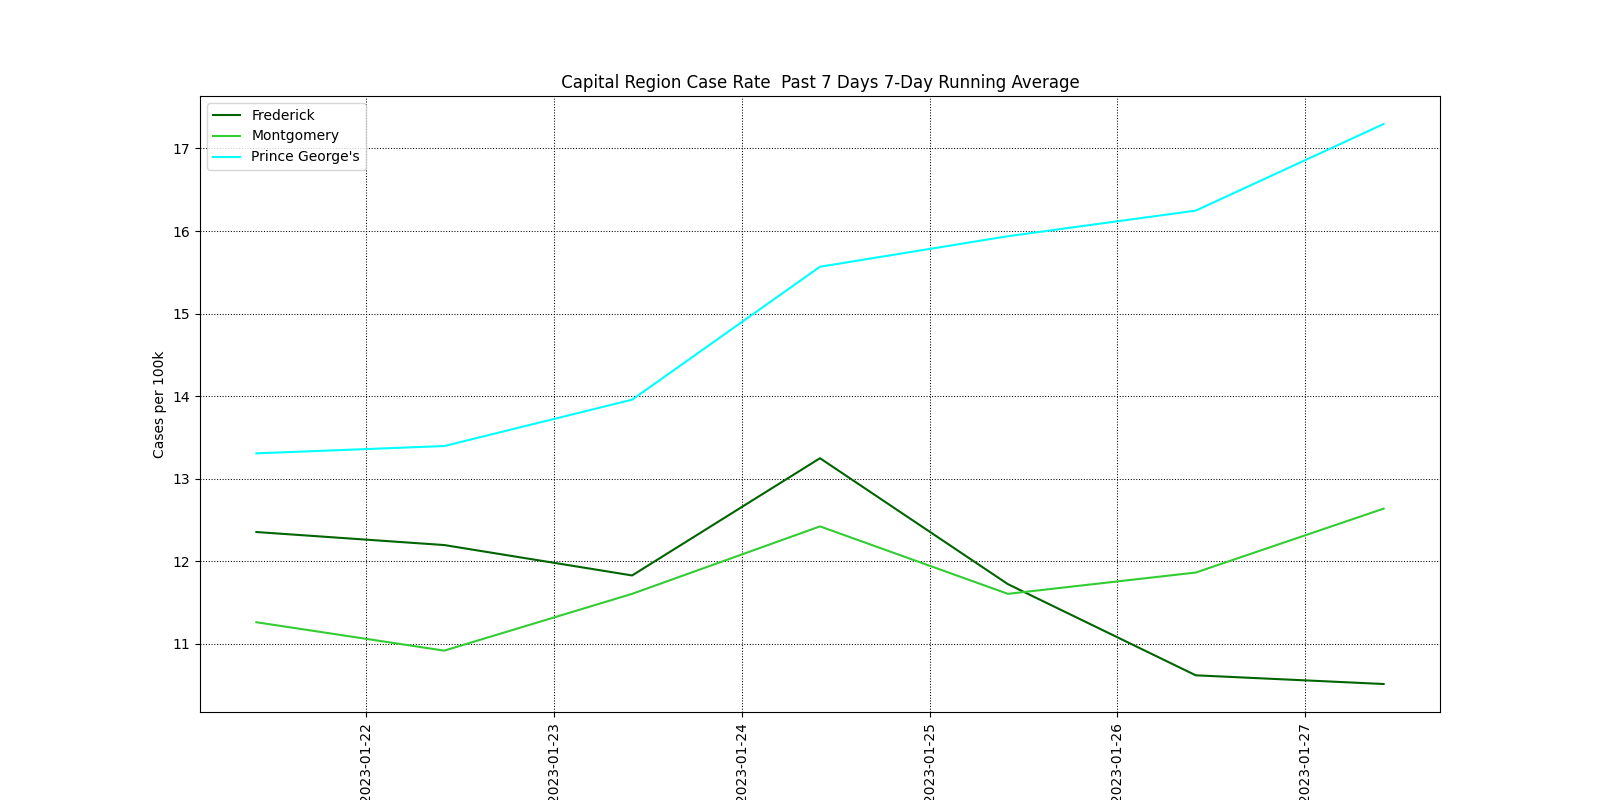 Capital Region Case Rate  Past 7 Days 7-Day Running Average
Frederick
Montgomery
Prince George's
17
16
15
14
13
12
11
Cases per 100k
2023-01-22
2023-01-23
2023-01-24
2023-01-25
2023-01-26
2023-01-27